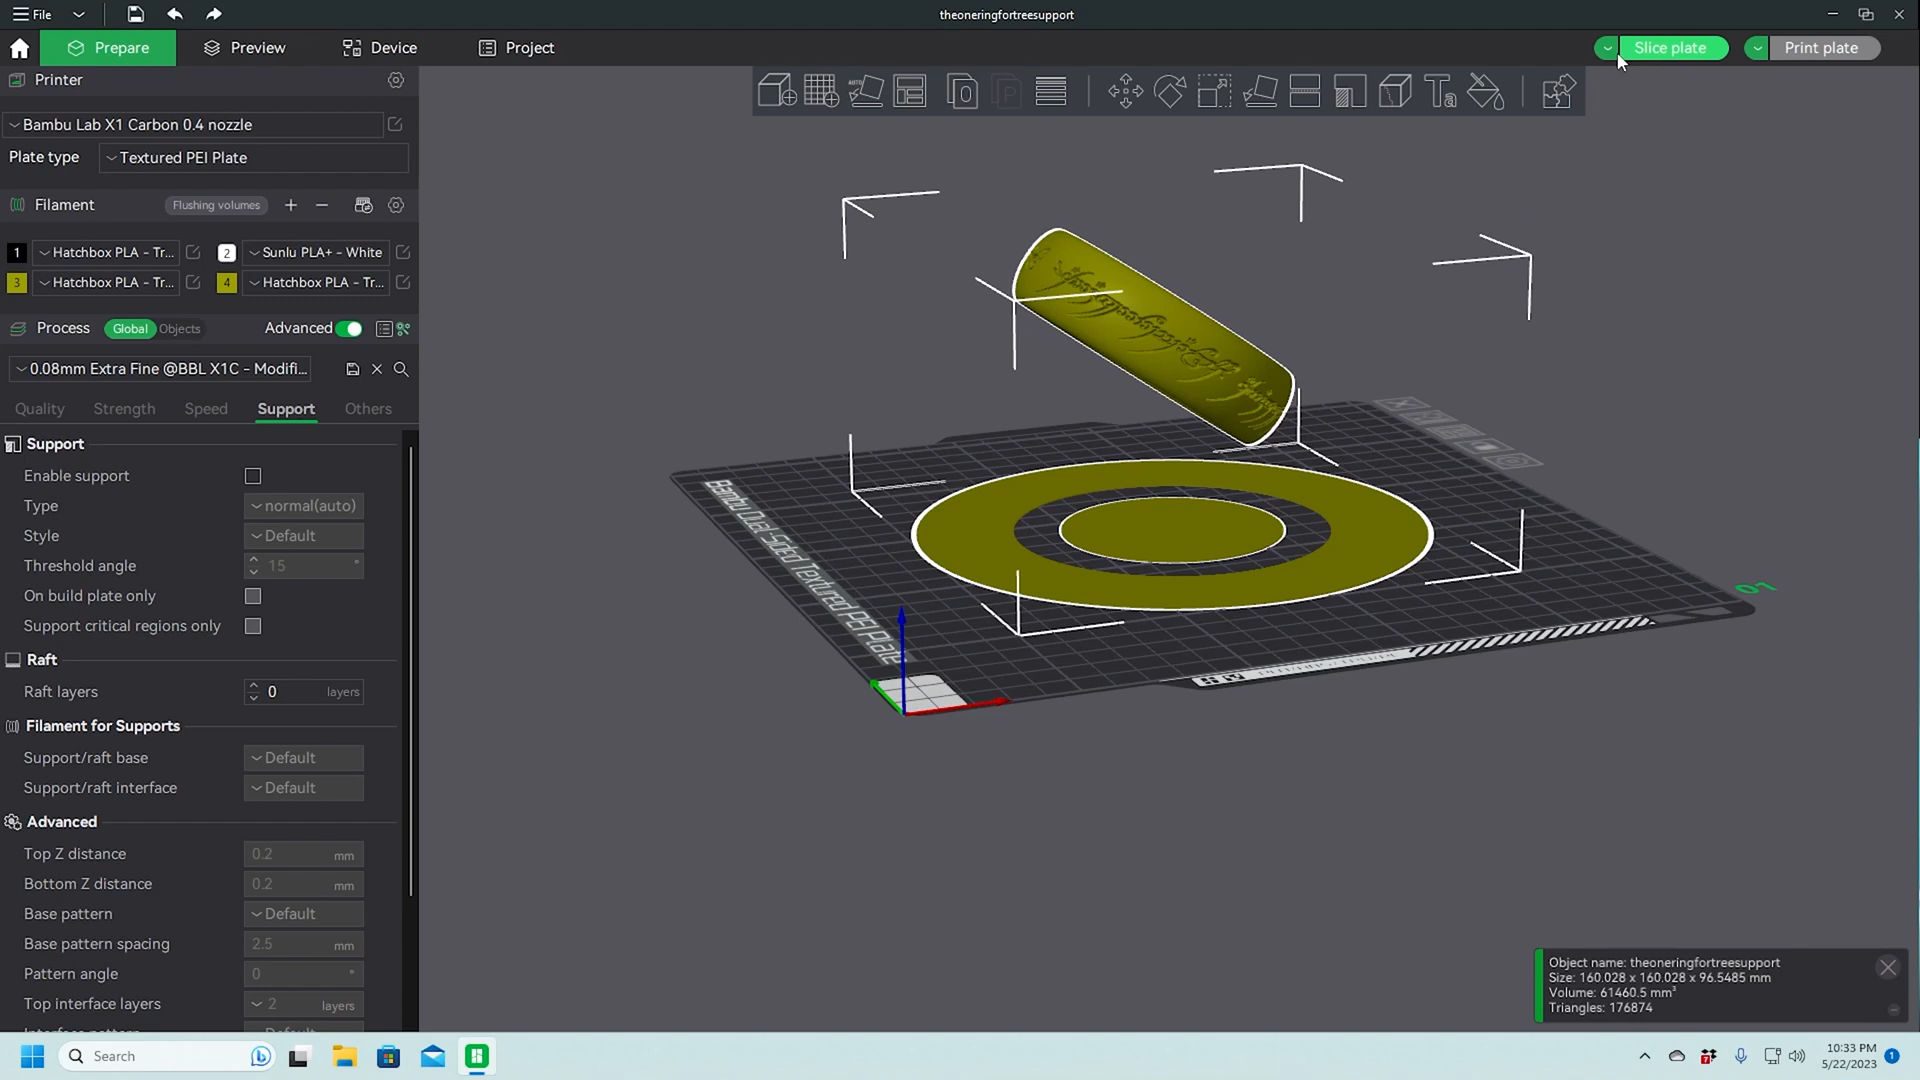 File
theoneringfortreesupport
Prepare
Preview
Device
Project
Slice plate
Print plate
Printer
Bambu Lab X1 Carbon 0.4 nozzle
Plate type
Textured PEI Plate
Filament
Flushing volumes
1
Hatchbox PLA - Tr...
2
Sunlu PLA+ - White
3
Hatchbox PLA - Tr...
4
Hatchbox PLA - Tr...
Process
Global
Objects
Advanced
0.08mm Extra Fine @BBL X1C - Modifi...
Quality
Strength
Speed
Support
Others
Support
Enable support
Type
normal(auto)
Style
Default
Threshold angle
15 °
On build plate only
Support critical regions only
Raft
Raft layers
0 layers
Filament for Supports
Support/raft base
Default
Support/raft interface
Default
Advanced
Top Z distance
0.2 mm
Bottom Z distance
0.2 mm
Base pattern
Default
Base pattern spacing
2.5 mm
Pattern angle
0 °
Top interface layers
2 layers
AUTO
Bambu Dual-Sided Textured PEI Plate
01
Object name: theoneringfortreesupport
Size: 160.028 x 160.028 x 96.5485 mm
Volume: 61460.5 mm³
Triangles: 176874
Search
10:33 PM
5/22/2023
1